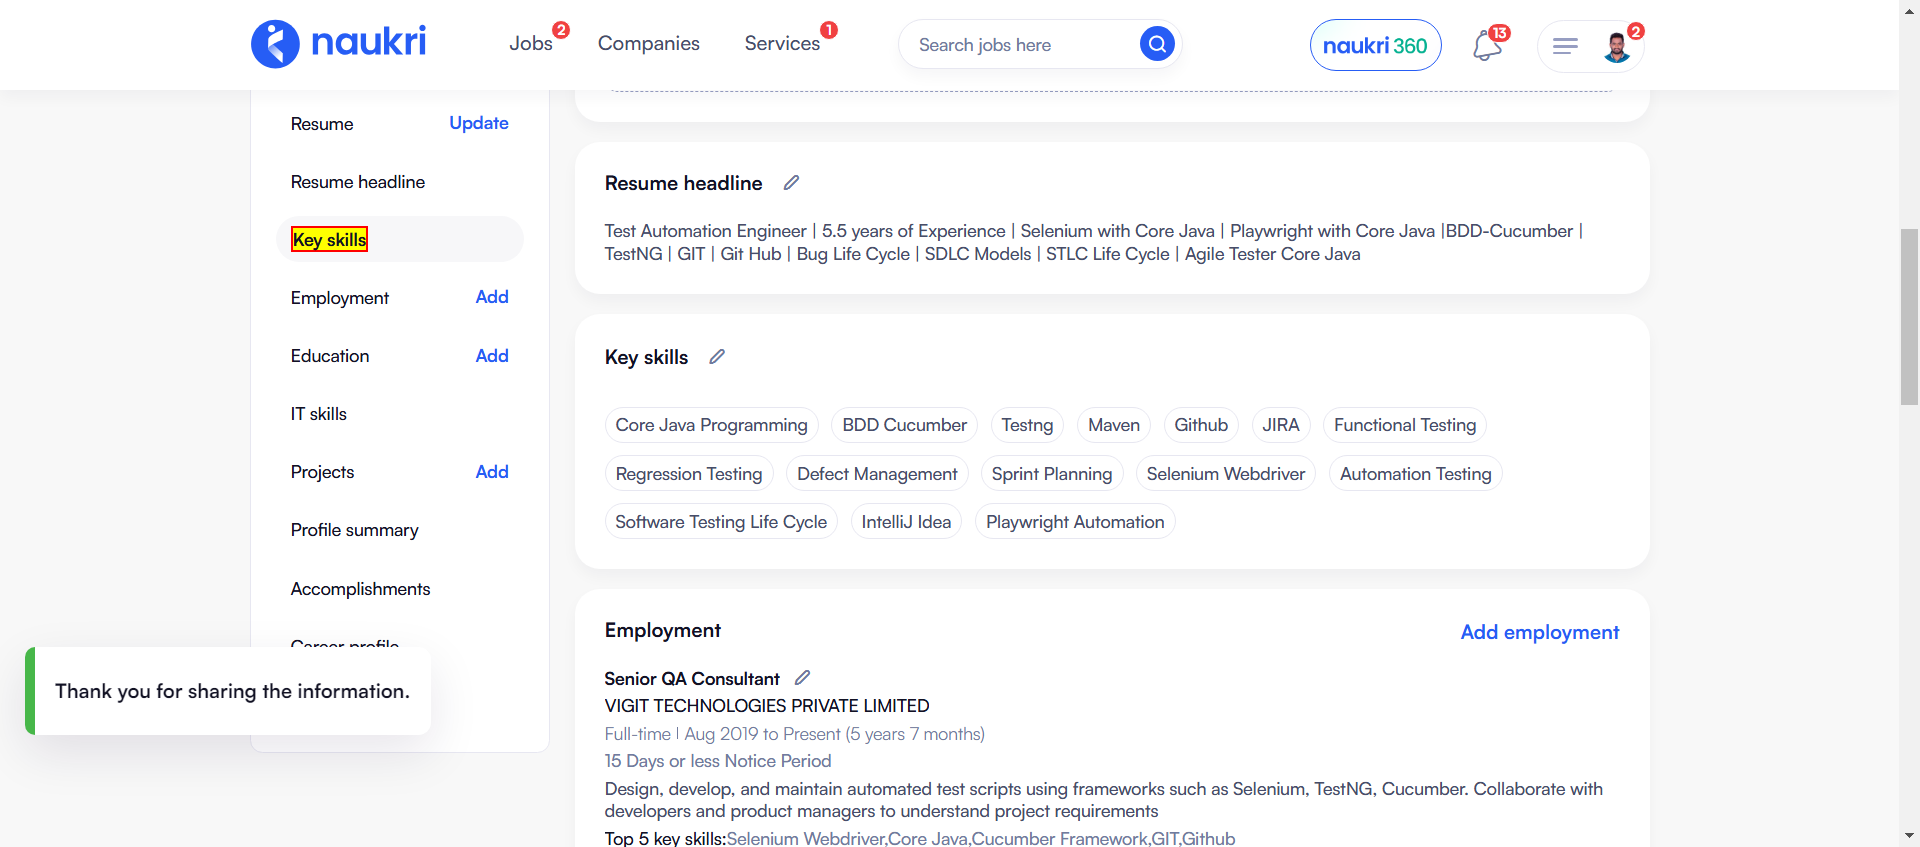 naukri
Jobs 2
Companies
Services 1
Search jobs here
naukri 360
13
2
Resume Update
Resume headline
Key skills
Employment Add
Education Add
IT skills
Projects Add
Profile summary
Accomplishments
Career profile
Thank you for sharing the information.
Resume headline
Test Automation Engineer | 5.5 years of Experience | Selenium with Core Java | Playwright with Core Java |BDD-Cucumber |
TestNG | GIT | Git Hub | Bug Life Cycle | SDLC Models | STLC Life Cycle | Agile Tester Core Java
Key skills
Core Java Programming BDD Cucumber Testng Maven Github JIRA Functional Testing
Regression Testing Defect Management Sprint Planning Selenium Webdriver Automation Testing
Software Testing Life Cycle IntelliJ Idea Playwright Automation
Employment Add employment
Senior QA Consultant
VIGIT TECHNOLOGIES PRIVATE LIMITED
Full-time | Aug 2019 to Present (5 years 7 months)
15 Days or less Notice Period
Design, develop, and maintain automated test scripts using frameworks such as Selenium, TestNG, Cucumber. Collaborate with
developers and product managers to understand project requirements
Top 5 key skills:Selenium Webdriver,Core Java,Cucumber Framework,GIT,Github